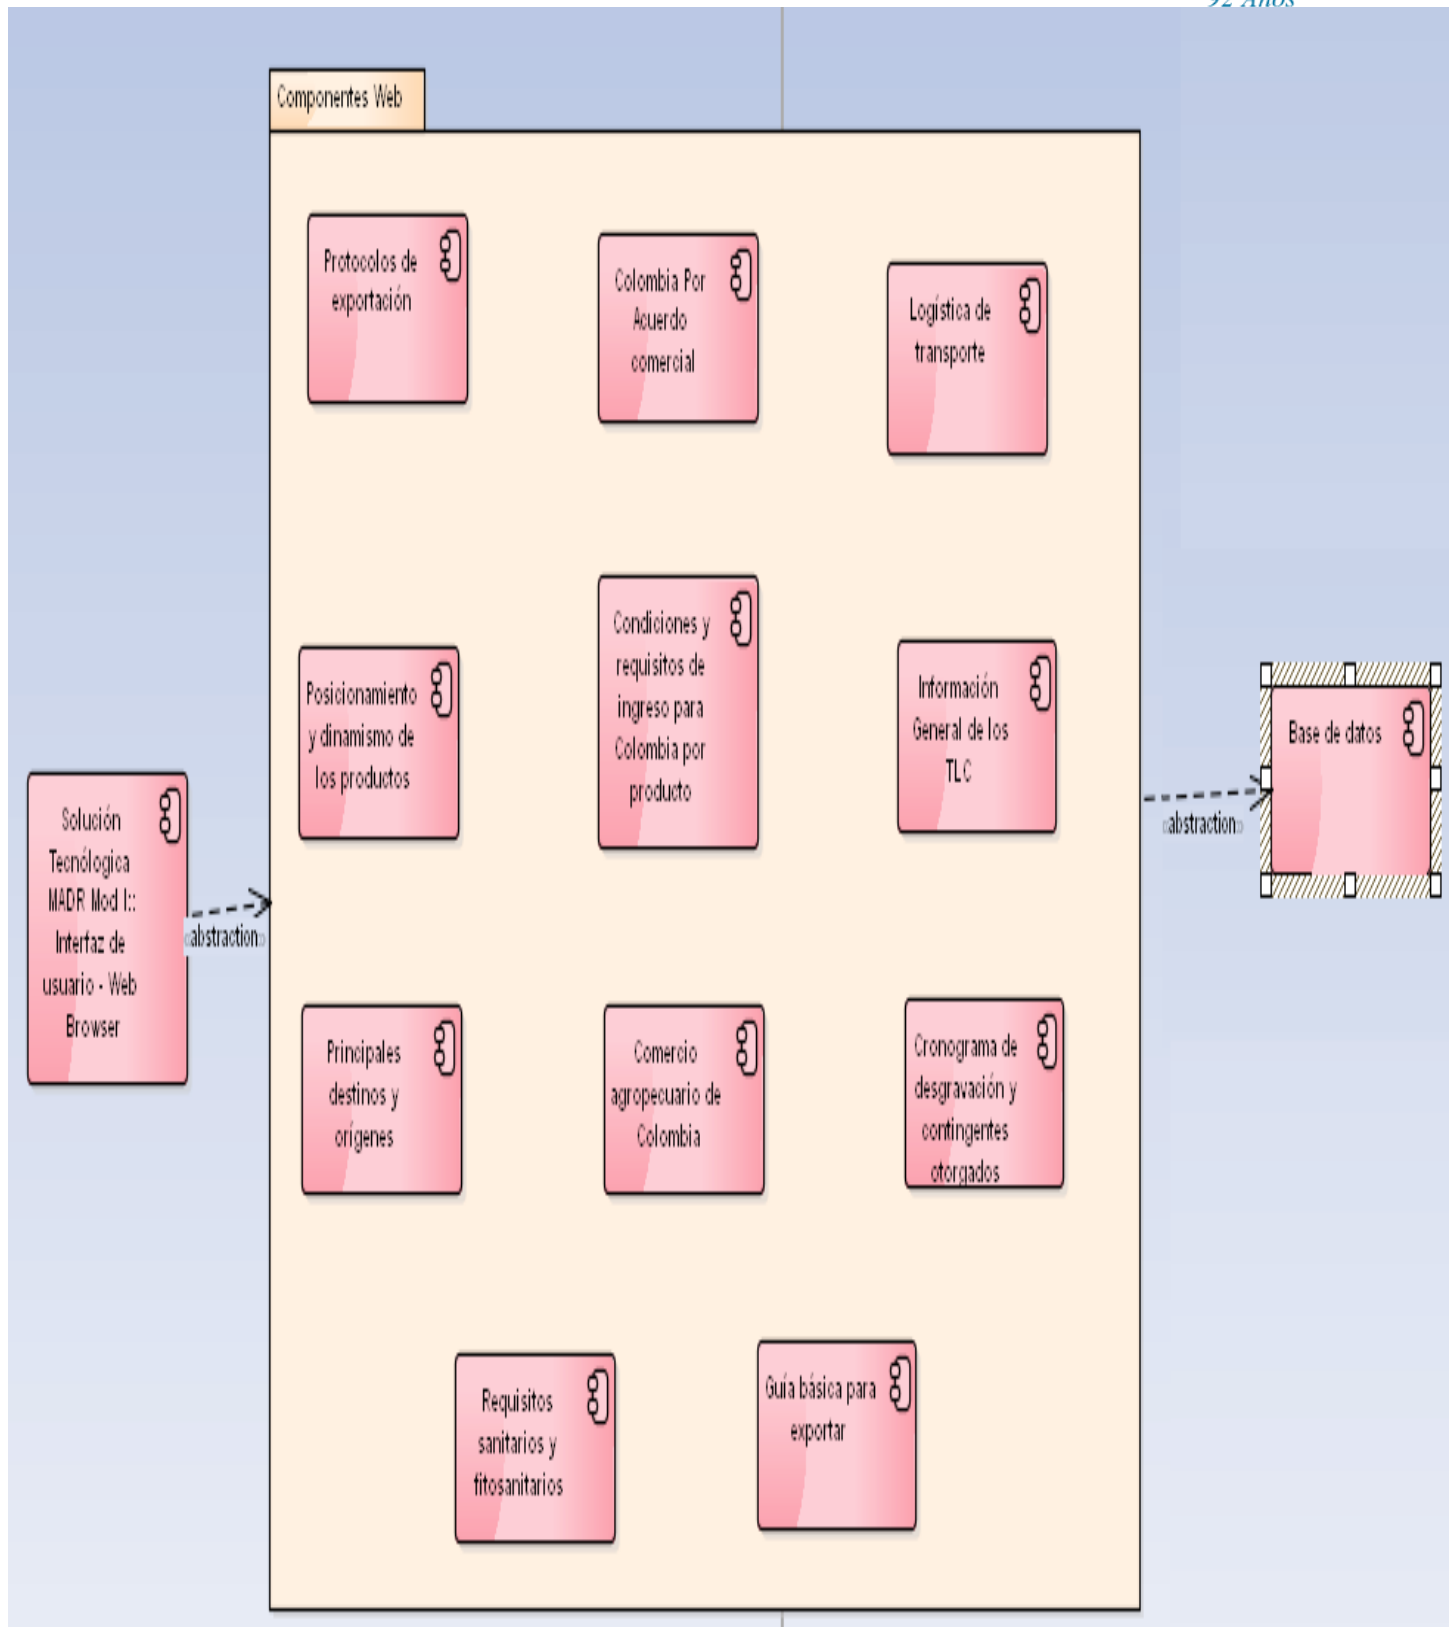 92 Años
Componentes Web
Protocolos de
exportación
Colombia Por
Acuerdo
comercial
Logística de
transporte
Posicionamiento
y dinamismo de
los productos
Condiciones y
requisitos de
ingreso para
Colombia por
producto
Información
General de los
TLC
Base de datos
«abstraction»
Solución
Tecnólogica
MADR Mod I::
Interfaz de
usuario - Web
Browser
«abstraction»
Principales
destinos y
orígenes
Comercio
agropecuario de
Colombia
Cronograma de
desgravación y
contingentes
otorgados
Requisitos
sanitarios y
fitosanitarios
Guía básica para
exportar